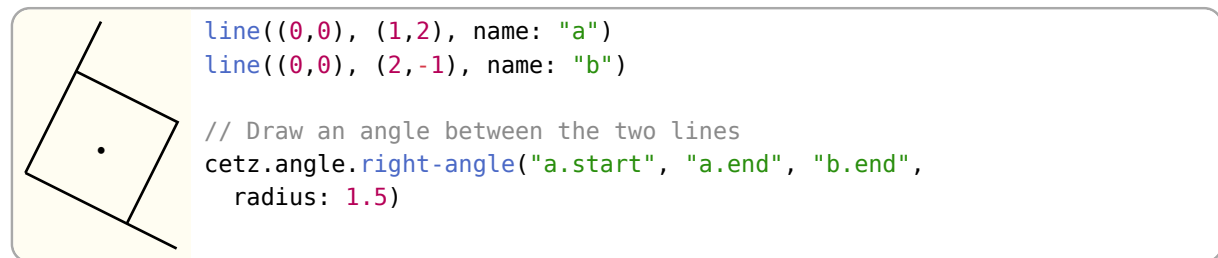 line((0,0), (1,2), name: "a")
line((0,0), (2,-1), name: "b")

// Draw an angle between the two lines
cetz.angle.right-angle("a.start", "a.end", "b.end",
  radius: 1.5)